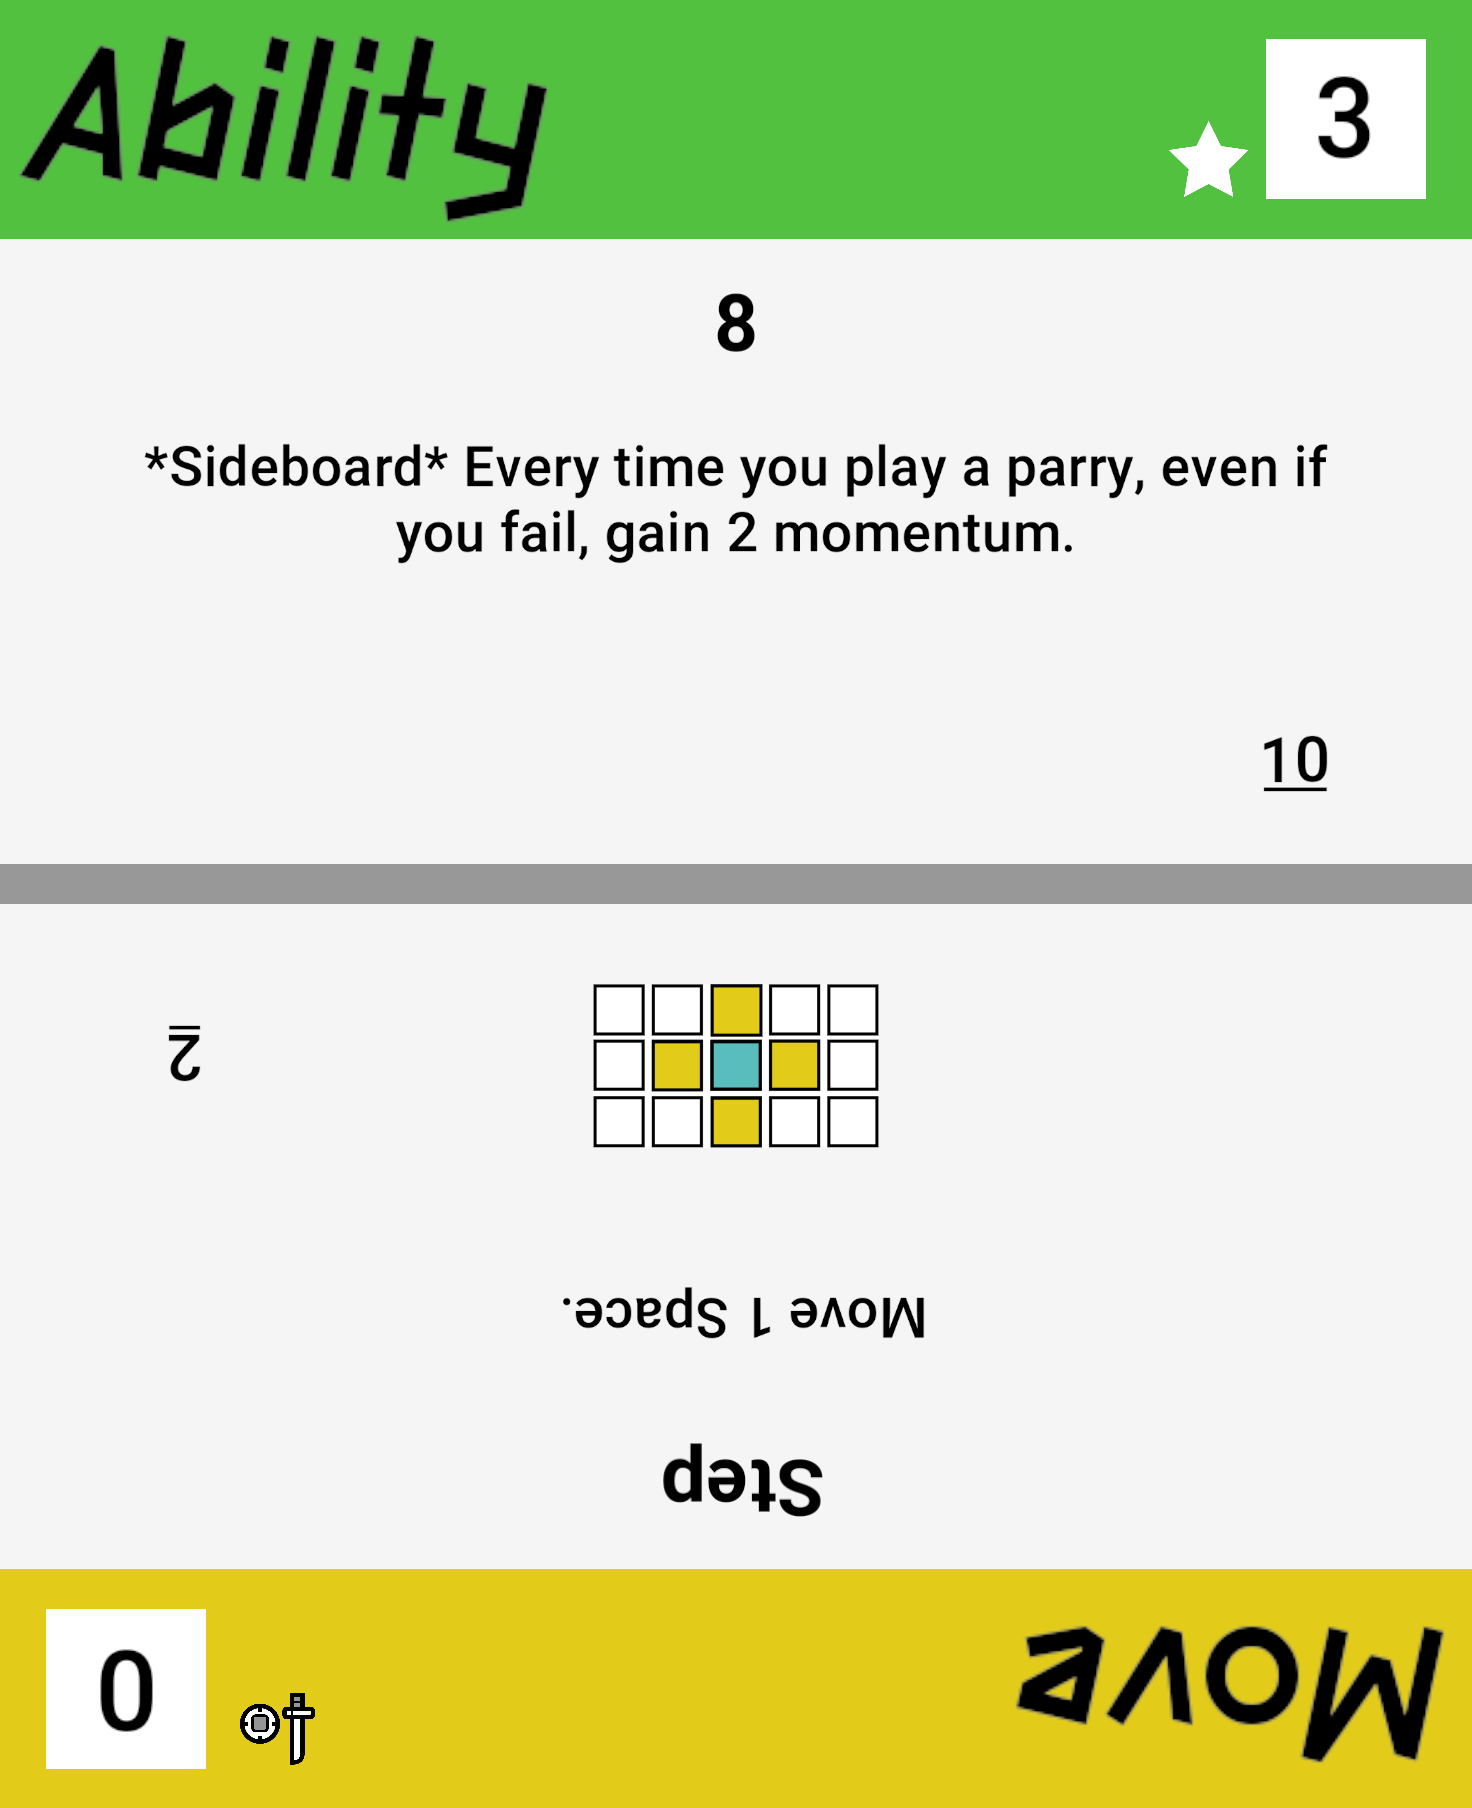 Ability
3
8
*Sideboard* Every time you play a parry, even if
you fail, gain 2 momentum.
10
Move
0
Step
Move 1 Space.
2